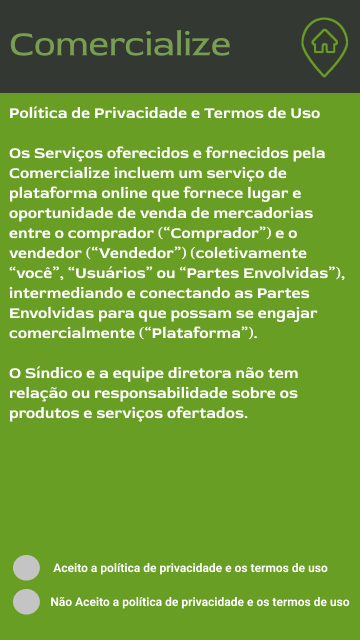 Comercialize
Política de Privacidade e Termos de Uso
Os Serviços oferecidos e fornecidos pela
Comercialize incluem um serviço de
plataforma online que fornece lugar e
oportunidade de venda de mercadorias
entre o comprador (“Comprador”) e o
vendedor (“Vendedor”) (coletivamente
“você”, “Usuários” ou “Partes Envolvidas”),
intermediando e conectando as Partes
Envolvidas para que possam se engajar
comercialmente (“Plataforma”).
O Síndico e a equipe diretora não tem
relação ou responsabilidade sobre os
produtos e serviços ofertados.
Aceito a política de privacidade e os termos de uso
Não Aceito a política de privacidade e os termos de uso